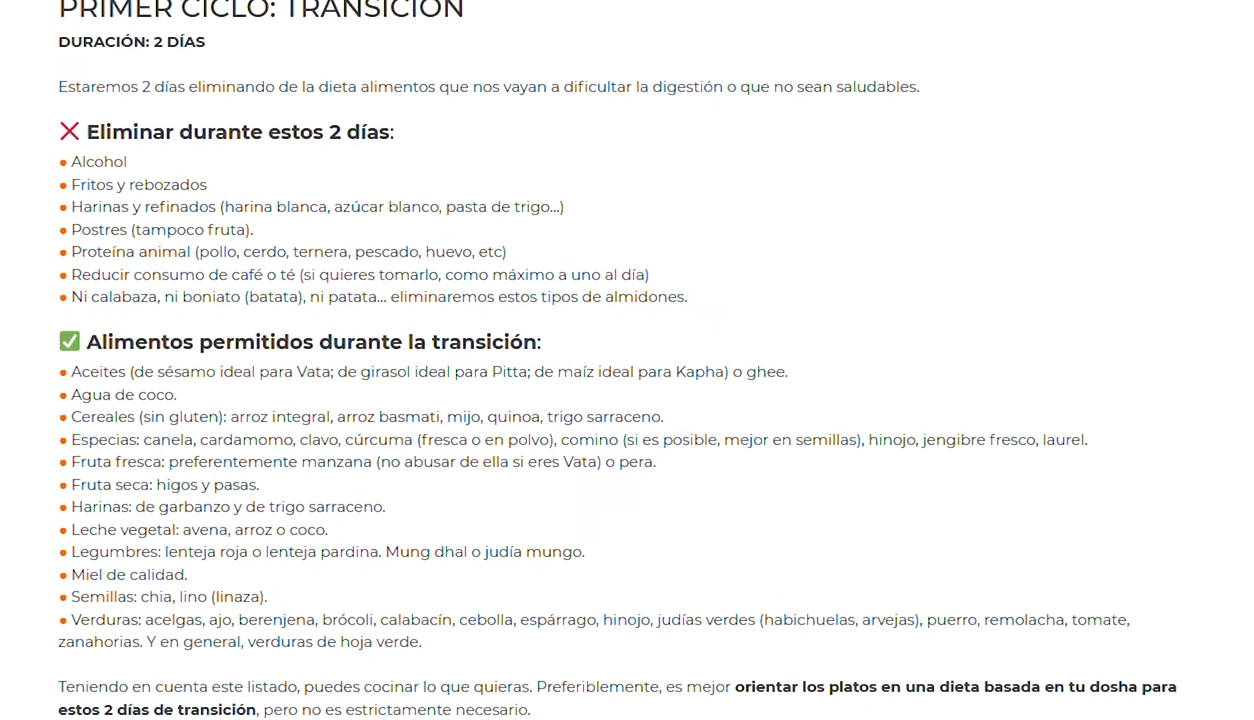 PRIMER CICLO: TRANSICIÓN
DURACIÓN: 2 DÍAS
Estaremos 2 días eliminando de la dieta alimentos que nos vayan a dificultar la digestión o que no sean saludables.
❌ Eliminar durante estos 2 días:
● Alcohol
● Fritos y rebozados
● Harinas y refinados (harina blanca, azúcar blanco, pasta de trigo...)
● Postres (tampoco fruta).
● Proteína animal (pollo, cerdo, ternera, pescado, huevo, etc)
● Reducir consumo de café o té (si quieres tomarlo, como máximo a uno al día)
● Ni calabaza, ni boniato (batata), ni patata... eliminaremos estos tipos de almidones.
✅ Alimentos permitidos durante la transición:
● Aceites (de sésamo ideal para Vata; de girasol ideal para Pitta; de maíz ideal para Kapha) o ghee.
● Agua de coco.
● Cereales (sin gluten): arroz integral, arroz basmati, mijo, quinoa, trigo sarraceno.
● Especias: canela, cardamomo, clavo, cúrcuma (fresca o en polvo), comino (si es posible, mejor en semillas), hinojo, jengibre fresco, laurel.
● Fruta fresca: preferentemente manzana (no abusar de ella si eres Vata) o pera.
● Fruta seca: higos y pasas.
● Harinas: de garbanzo y de trigo sarraceno.
● Leche vegetal: avena, arroz o coco.
● Legumbres: lenteja roja o lenteja pardina. Mung dhal o judía mungo.
● Miel de calidad.
● Semillas: chia, lino (linaza).
● Verduras: acelgas, ajo, berenjena, brócoli, calabacín, cebolla, espárrago, hinojo, judías verdes (habichuelas, arvejas), puerro, remolacha, tomate,
zanahorias. Y en general, verduras de hoja verde.
Teniendo en cuenta este listado, puedes cocinar lo que quieras. Preferiblemente, es mejor orientar los platos en una dieta basada en tu dosha para
estos 2 días de transición, pero no es estrictamente necesario.